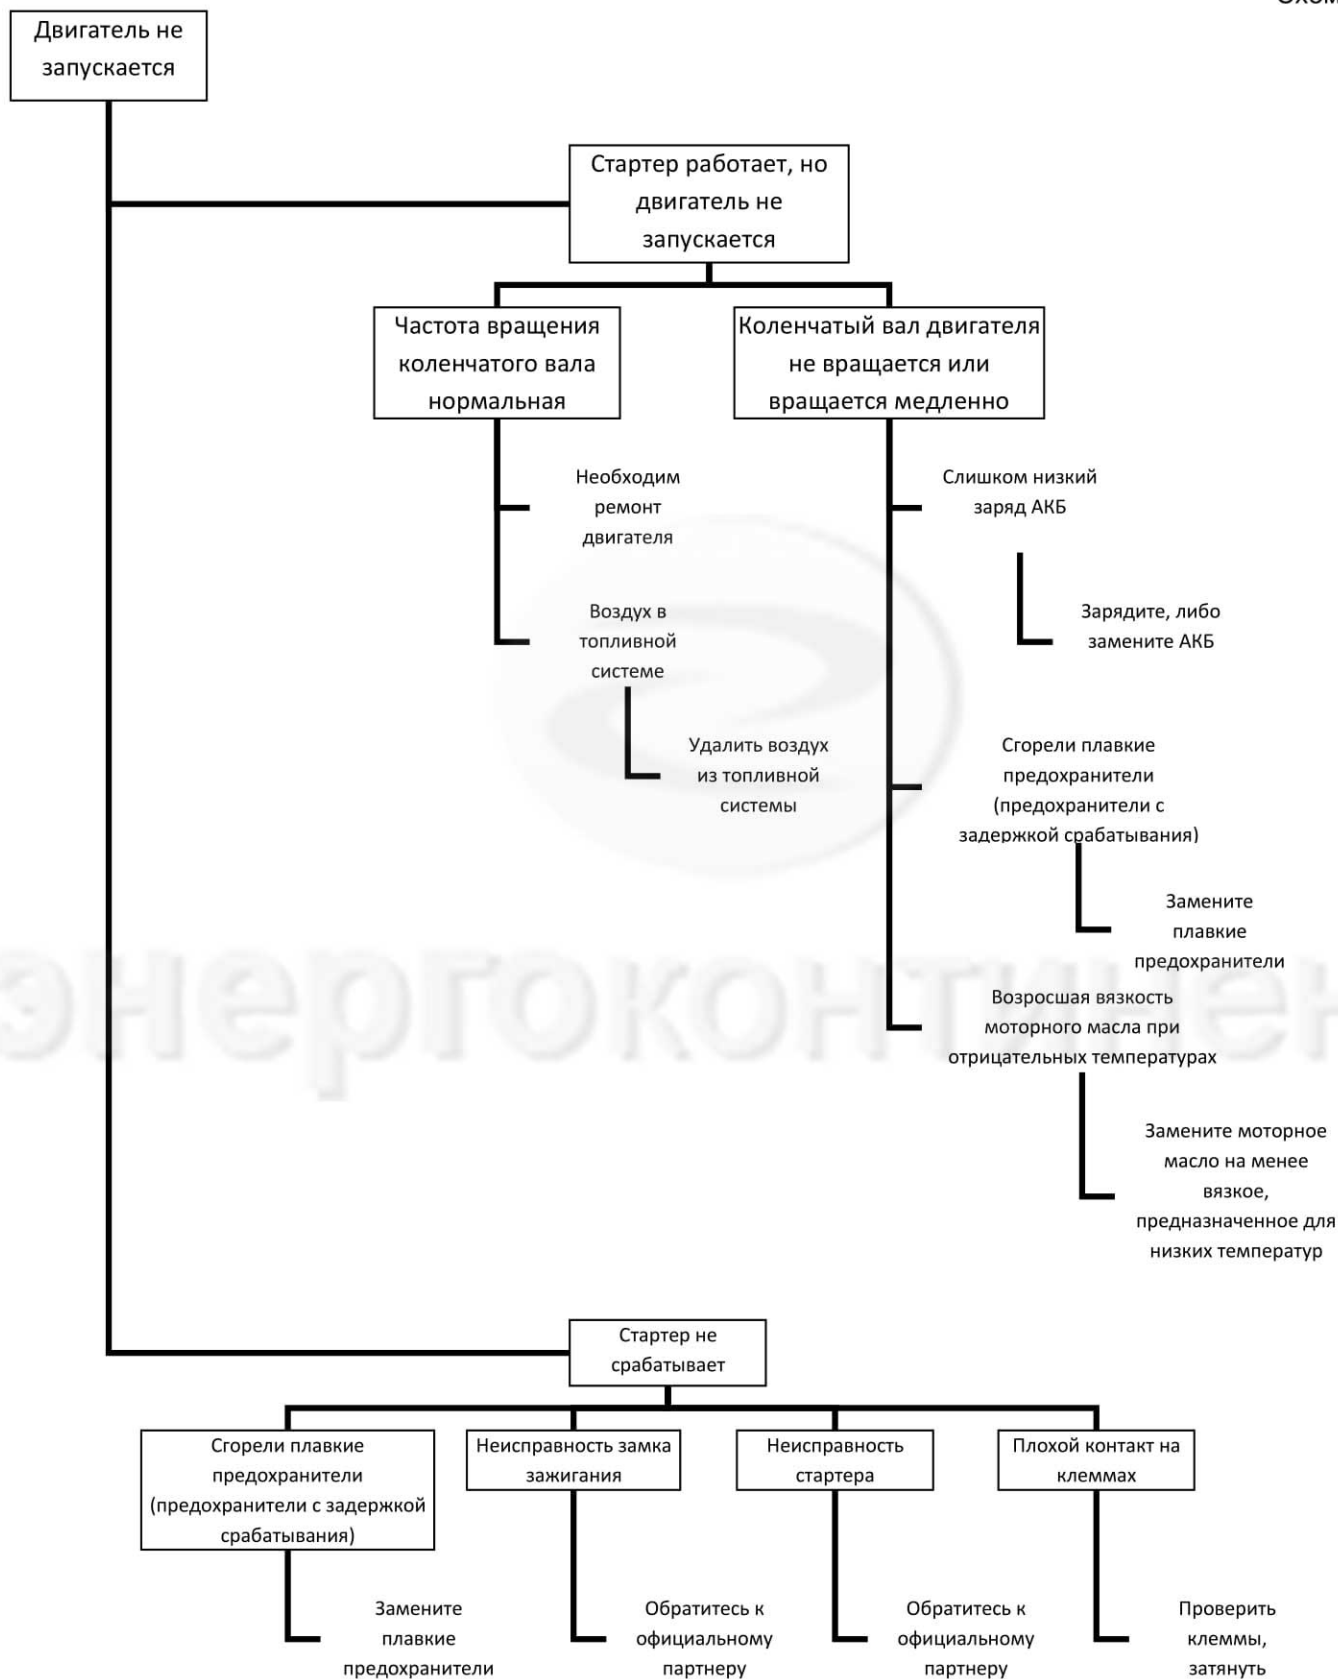 Двигатель не
запускается
Стартер работает, но
двигатель не
запускается
Частота вращения
коленчатого вала
нормальная
Коленчатый вал двигателя
не вращается или
вращается медленно
Необходим
ремонт
двигателя
Воздух в
топливной
системе
Удалить воздух
из топливной
системы
Слишком низкий
заряд АКБ
Зарядите, либо
замените АКБ
Сгорели плавкие
предохранители
(предохранители с
задержкой срабатывания)
Замените
плавкие
предохранители
Возросшая вязкость
моторного масла при
отрицательных температурах
Замените моторное
масло на менее
вязкое,
предназначенное для
низких температур
энергоконтинен
Стартер не
срабатывает
Сгорели плавкие
предохранители
(предохранители с задержкой
срабатывания)
Замените
плавкие
предохранители
Неисправность замка
зажигания
Обратитесь к
официальному
партнеру
Неисправность
стартера
Обратитесь к
официальному
партнеру
Плохой контакт на
клеммах
Проверить
клеммы,
затянуть